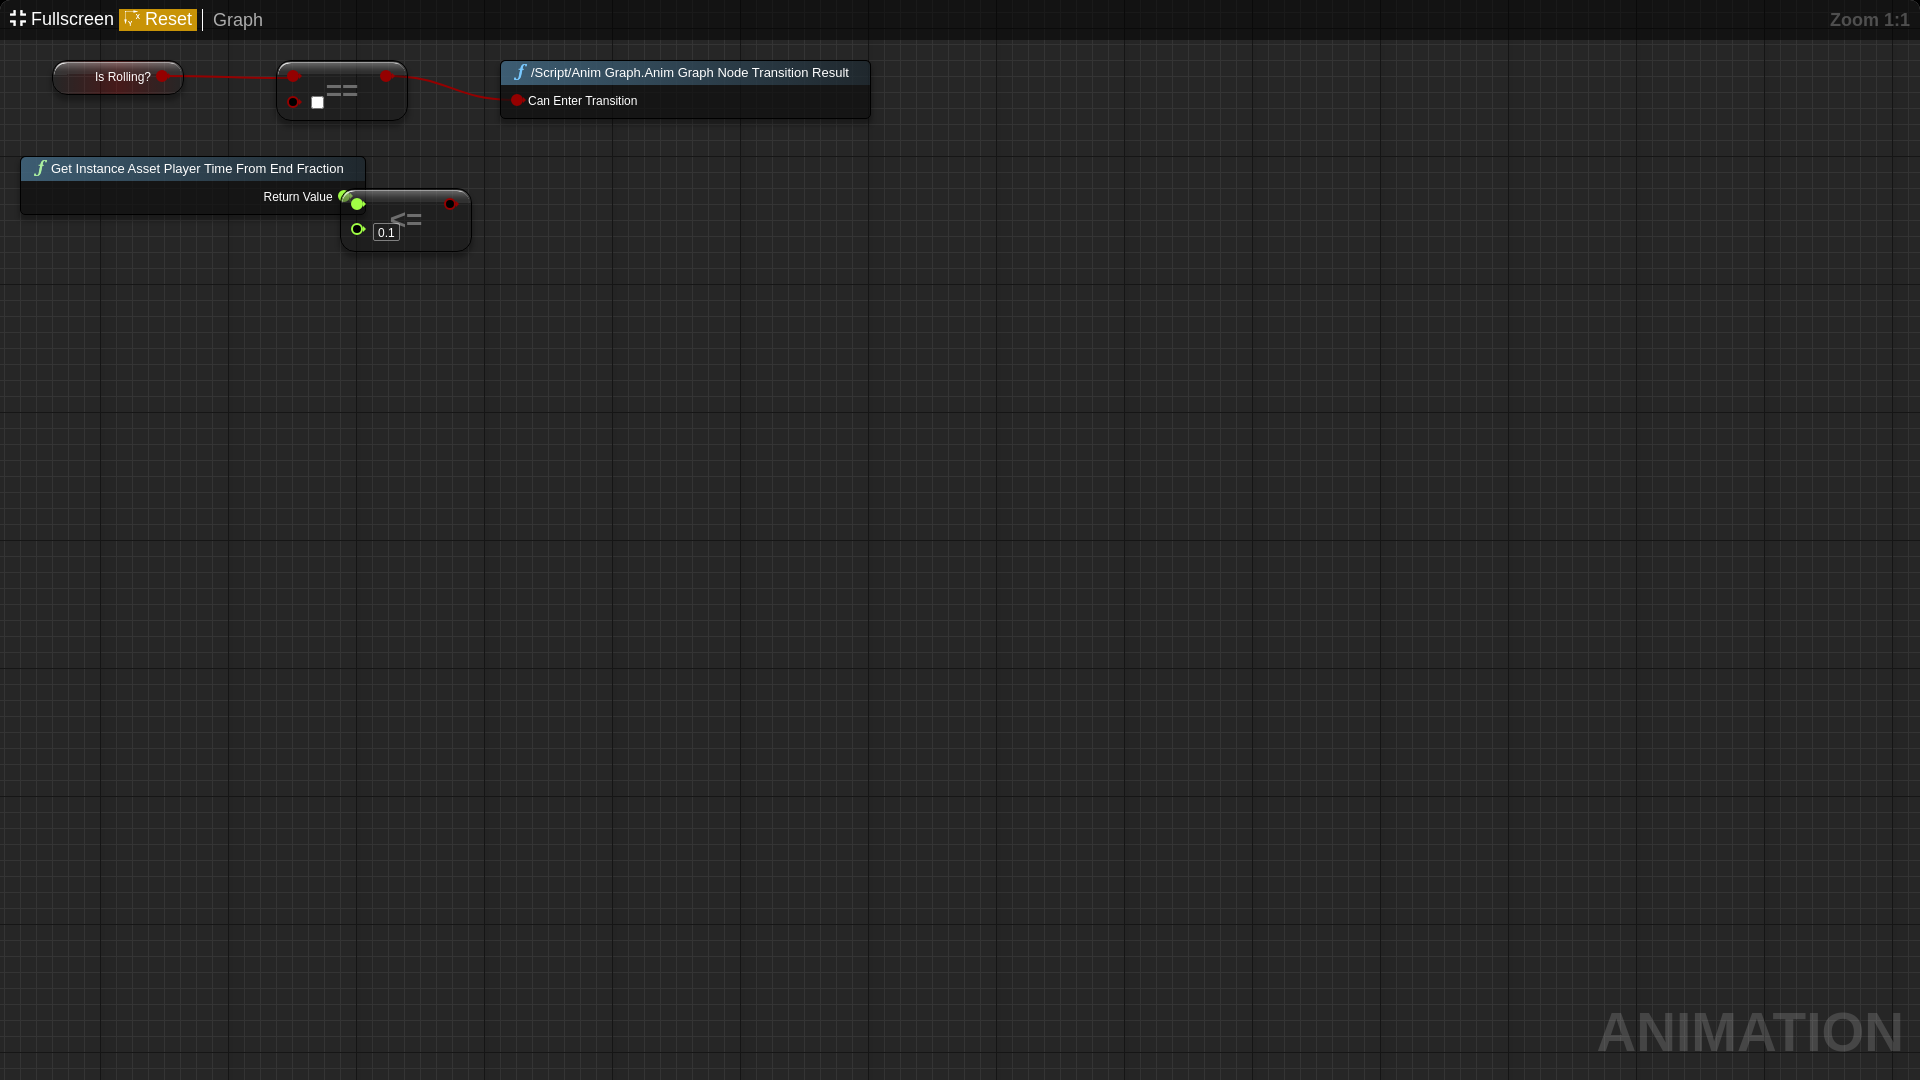 Fullscreen Reset Graph Zoom 1:1
Is Rolling?
==
/Script/Anim Graph.Anim Graph Node Transition Result
Can Enter Transition
Get Instance Asset Player Time From End Fraction
Return Value
<=
0.1
ANIMATION